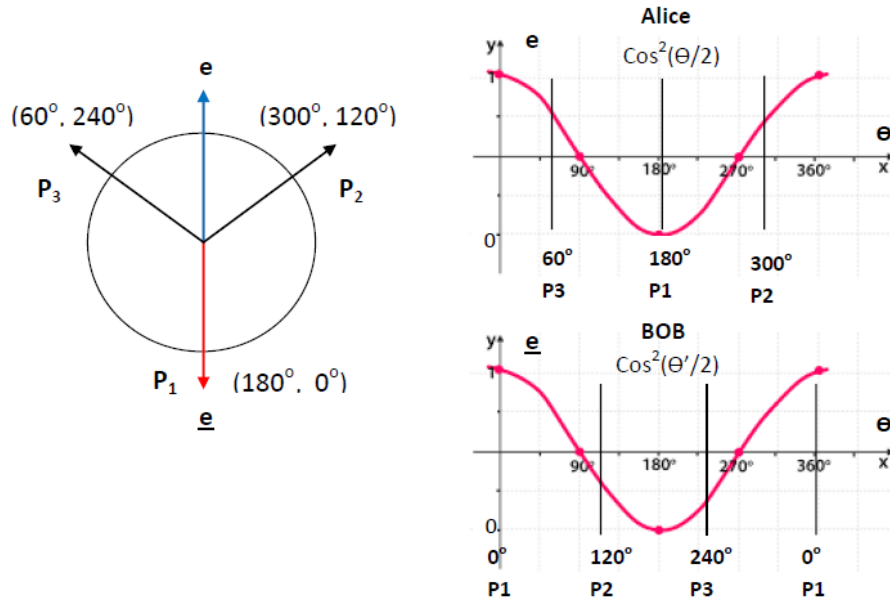 e
(60°, 240°) (300°, 120°)
P3 P2
P1 (180°, 0°)
e
Alice
y e Cos²(Θ/2)
1
Θ
90° 180° 270° 360° x
0
60° 180° 300°
P3 P1 P2
BOB
y e Cos²(Θ'/2)
1
Θ
90° 180° 270° 360° x
0
0° 120° 240° 0°
P1 P2 P3 P1